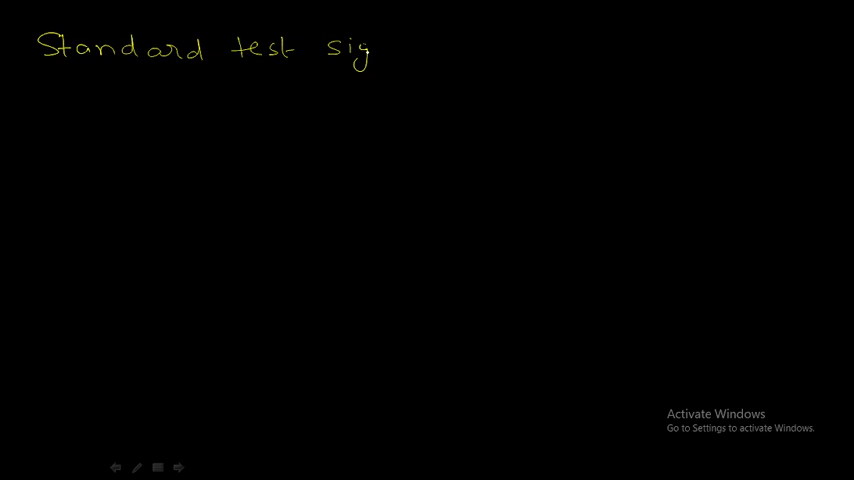 Standard test sig
Activate Windows
Go to Settings to activate Windows.